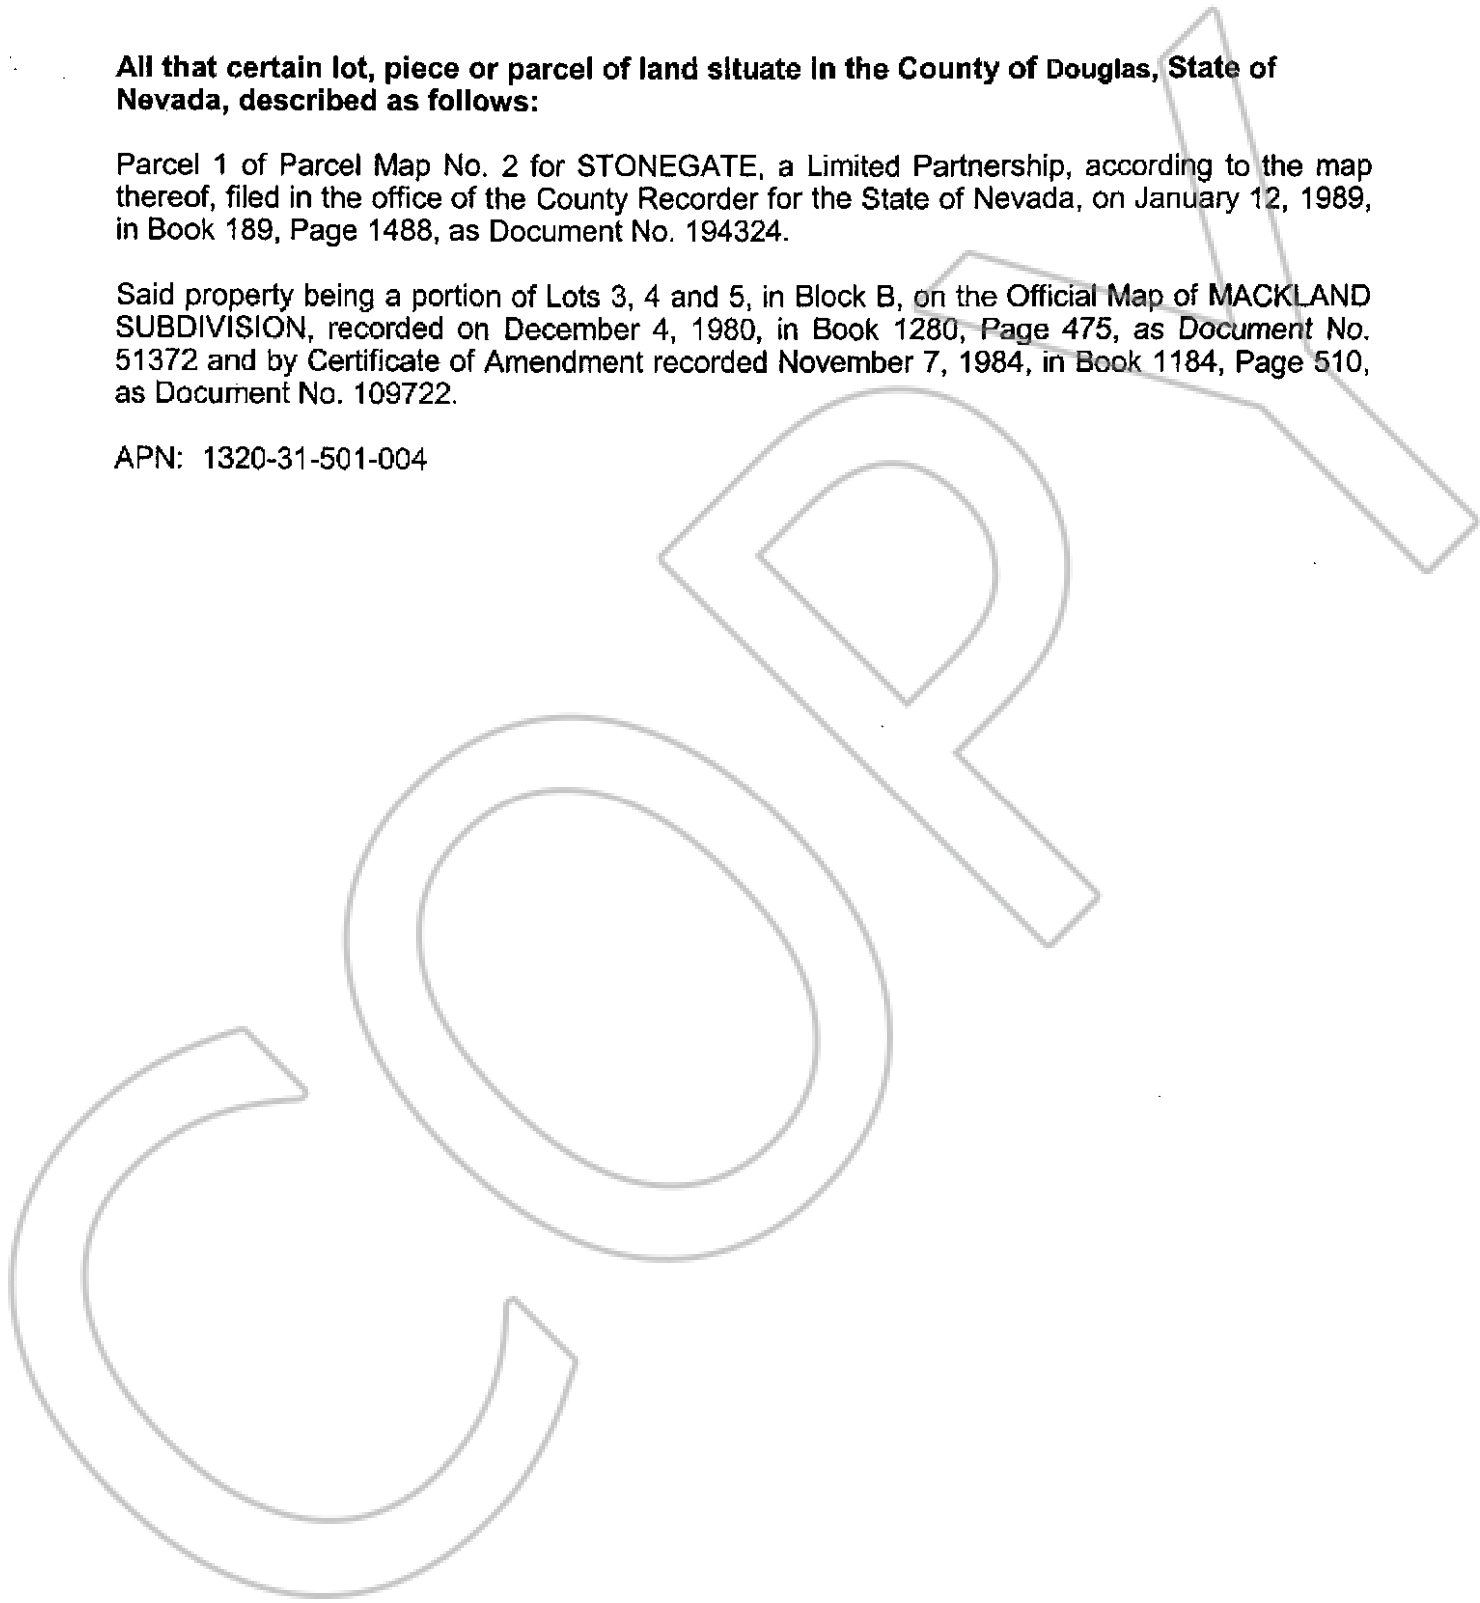 All that certain lot, piece or parcel of land situate in the County of Douglas, State of
Nevada, described as follows:
Parcel 1 of Parcel Map No. 2 for STONEGATE, a Limited Partnership, according to the map
thereof, filed in the office of the County Recorder for the State of Nevada, on January 12, 1989,
in Book 189, Page 1488, as Document No. 194324.
Said property being a portion of Lots 3, 4 and 5, in Block B, on the Official Map of MACKLAND
SUBDIVISION, recorded on December 4, 1980, in Book 1280, Page 475, as Document No.
51372 and by Certificate of Amendment recorded November 7, 1984, in Book 1184, Page 510,
as Document No. 109722.
APN: 1320-31-501-004
COPY